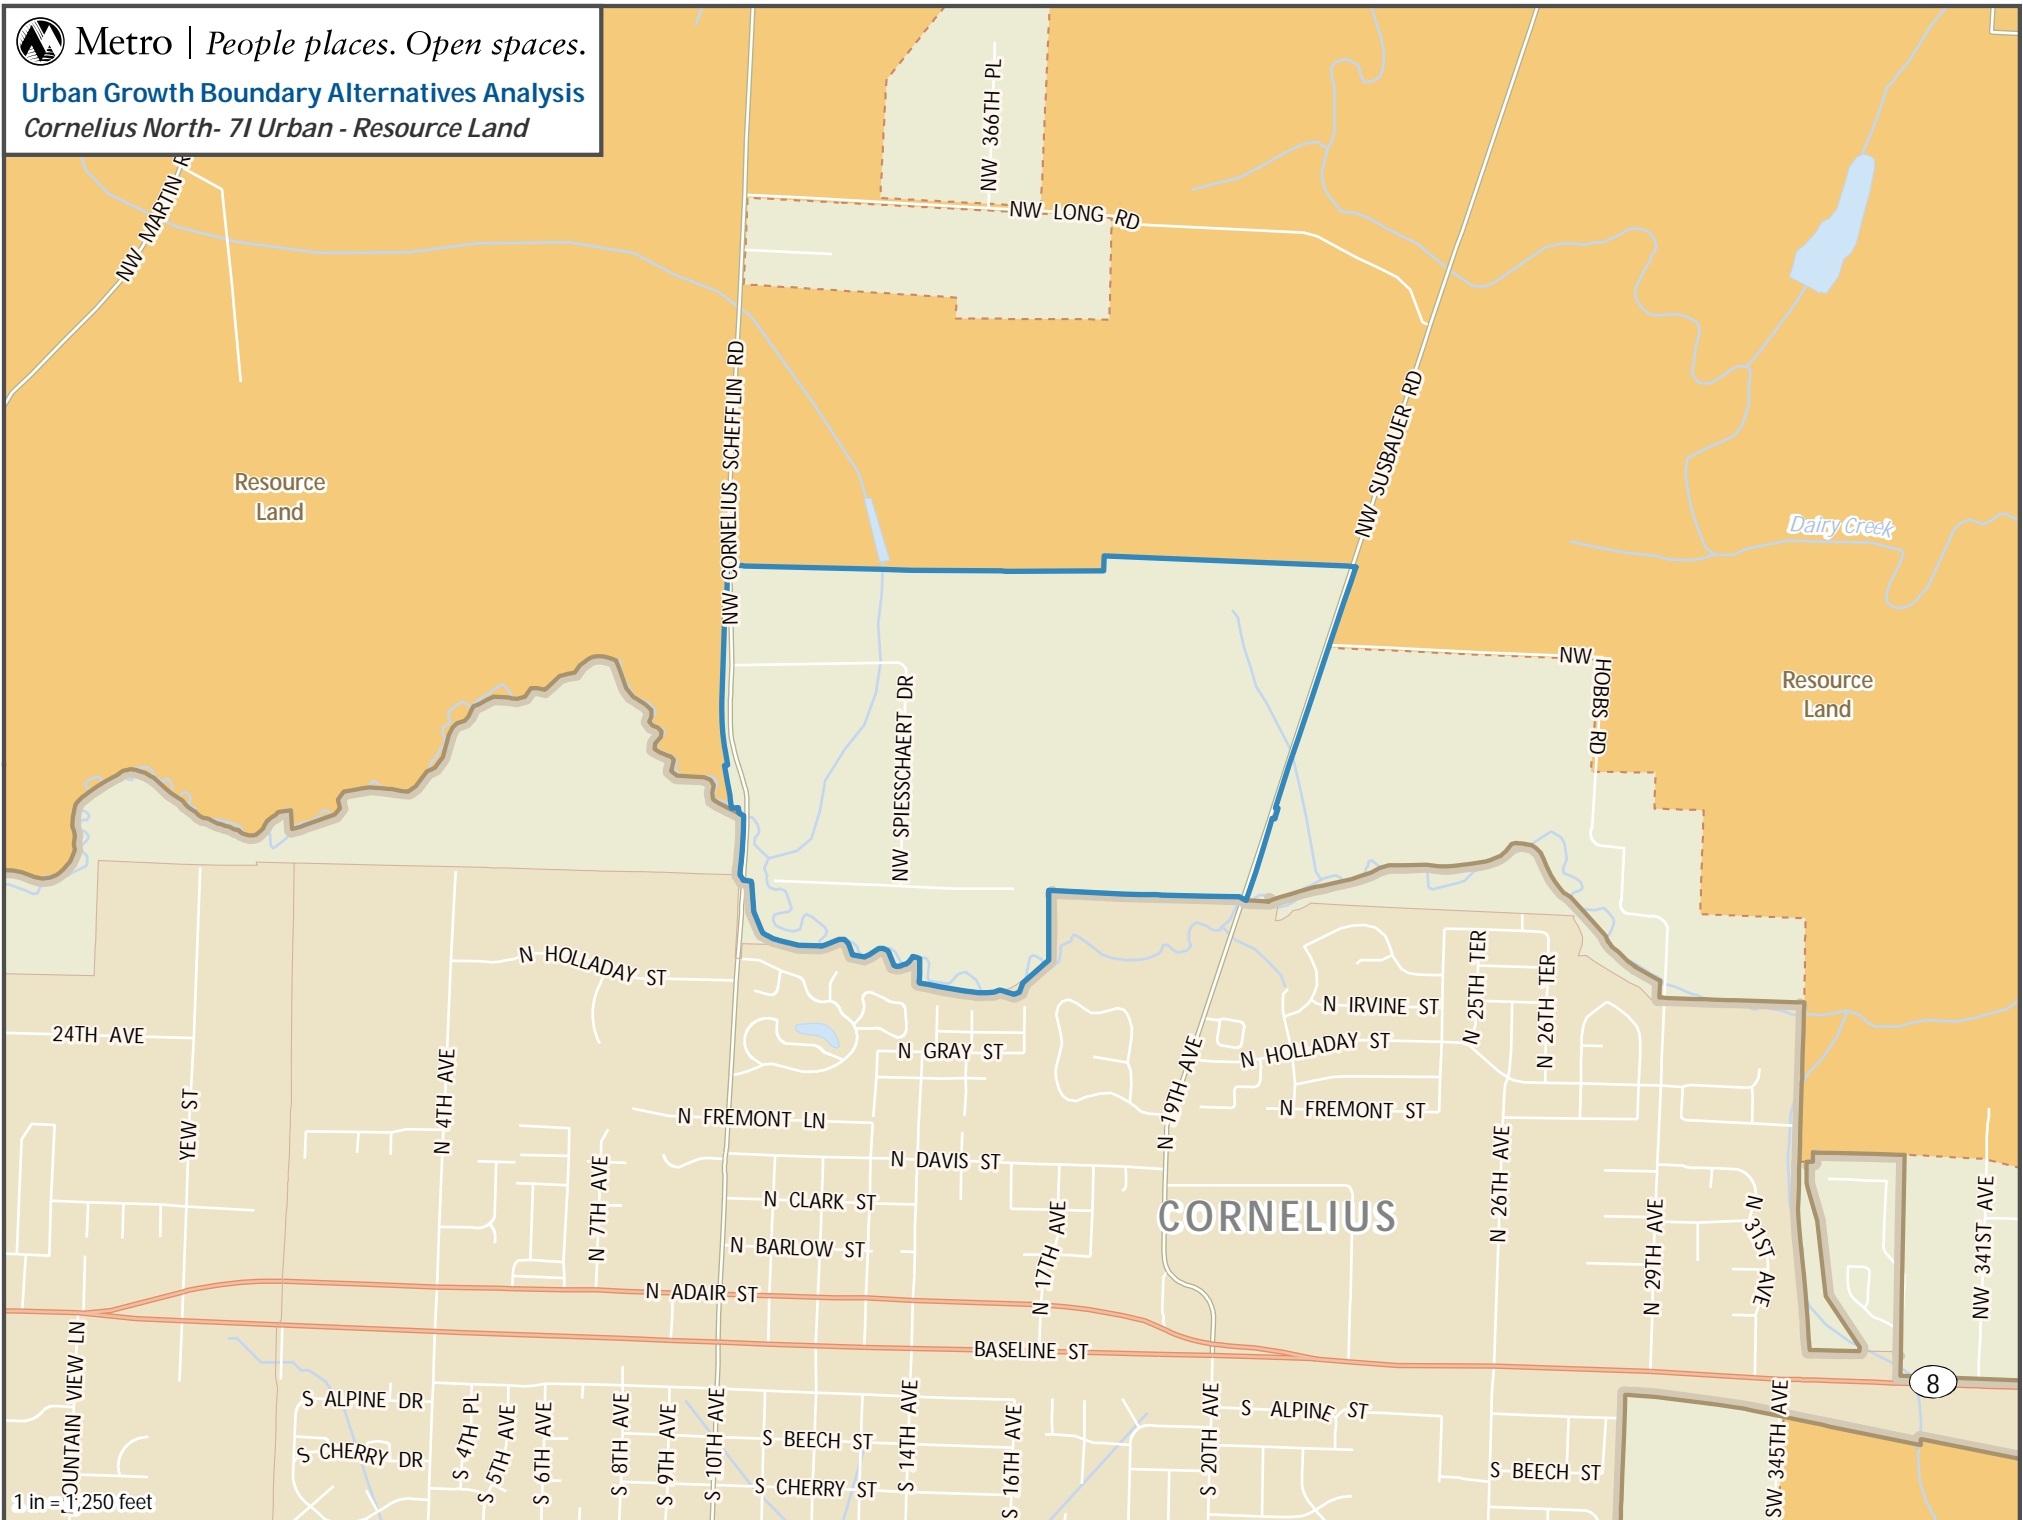 Metro | People places. Open spaces.
Urban Growth Boundary Alternatives Analysis
Cornelius North- 7I Urban - Resource Land
NW 366TH PL
NW LONG RD
NW MARTIN R
NW CORNELIUS SCHEFFLIN RD
NW SUSBAUER RD
Resource
Land
Dairy Creek
NW HOBBS RD
Resource
Land
NW SPIESSCHAERT DR
N HOLLADAY ST
24TH AVE
YEW ST
N 4TH AVE
N GRAY ST
N 19TH AVE
N IRVINE ST
N HOLLADAY ST
N 25TH TER
N 26TH TER
N FREMONT LN
N FREMONT ST
N DAVIS ST
N 7TH AVE
N CLARK ST
N BARLOW ST
N 17TH AVE
CORNELIUS
N 26TH AVE
N 29TH AVE
N 31ST AVE
NW 341ST AVE
N ADAIR ST
BASELINE ST
8
OUNTAIN VIEW LN
S ALPINE DR
S CHERRY DR
S 4TH PL
S 5TH AVE
S 6TH AVE
S 8TH AVE
S 9TH AVE
S 10TH AVE
S BEECH ST
S CHERRY ST
S 14TH AVE
S 16TH AVE
S 20TH AVE
S ALPINE ST
S BEECH ST
SW 345TH AVE
1 in = 1,250 feet